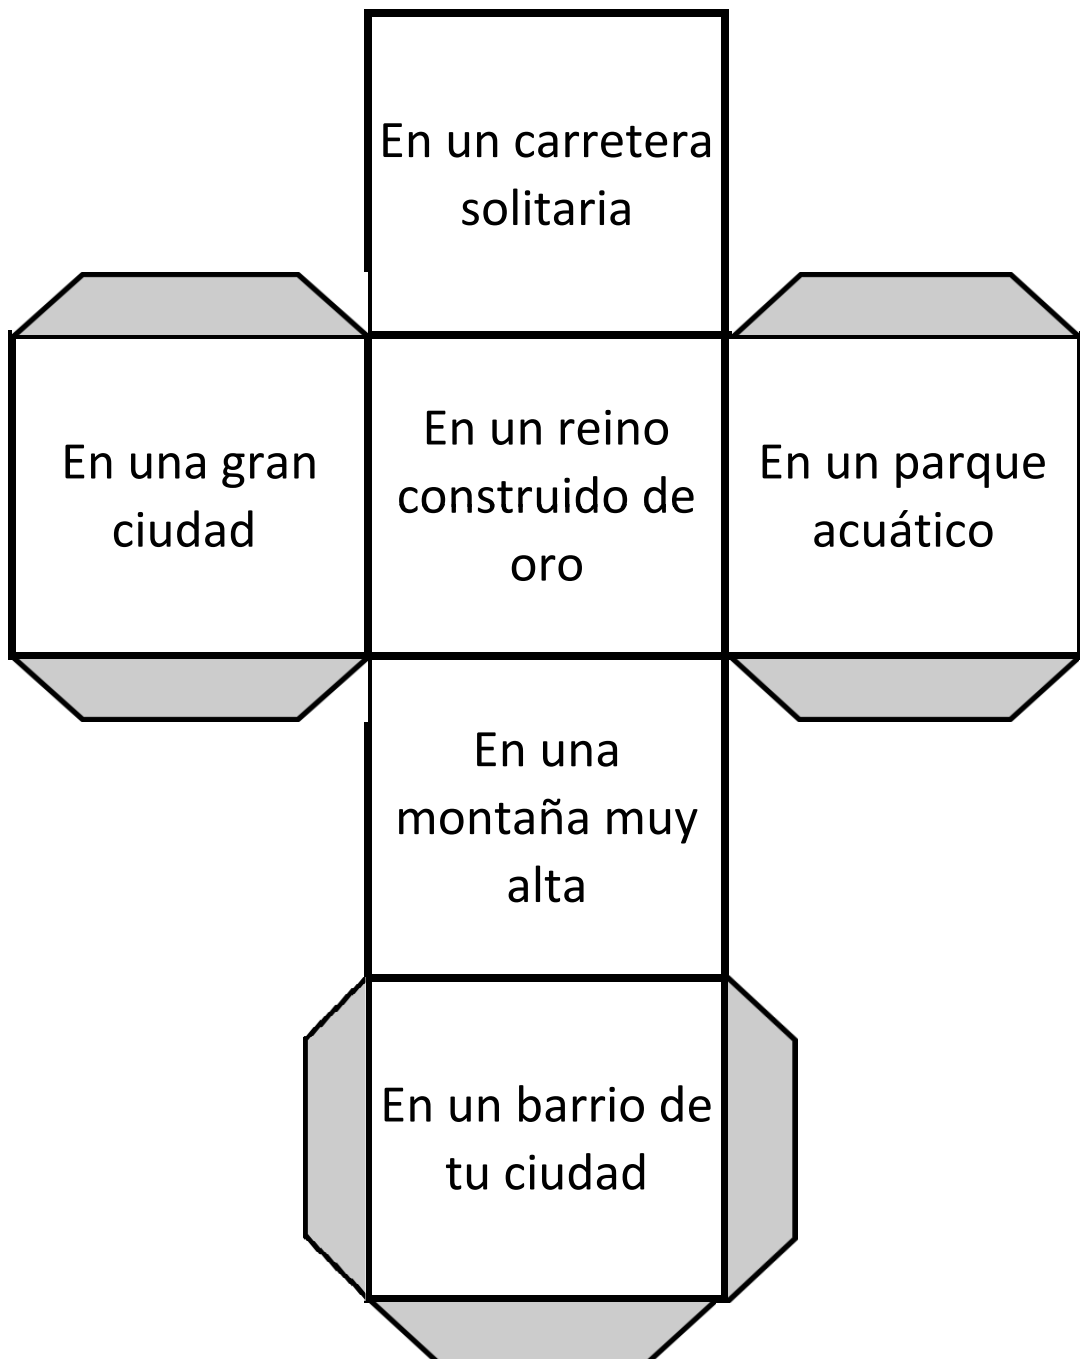 En un carretera
solitaria
En una gran
ciudad
En un reino
construido de
oro
En un parque
acuático
En una
montaña muy
alta
En un barrio de
tu ciudad